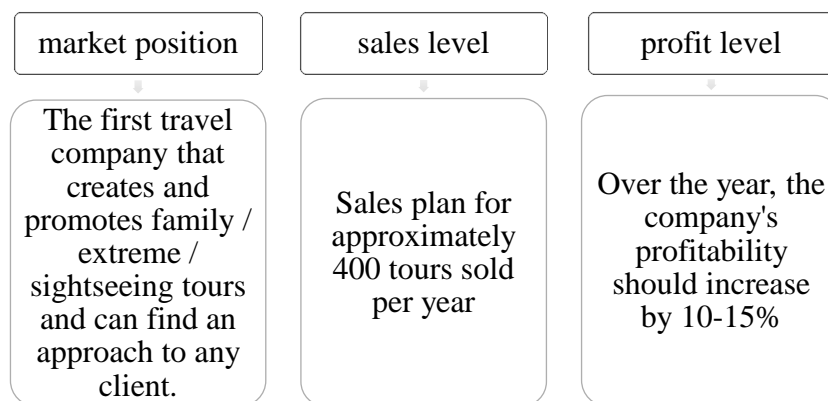 market position
The first travel
company that
creates and
promotes family /
extreme /
sightseeing tours
and can find an
approach to any
client.
sales level
Sales plan for
approximately
400 tours sold
per year
profit level
Over the year, the
company's
profitability
should increase
by 10-15%